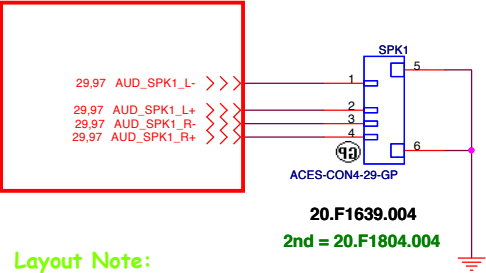 SPK1
5
29,97 AUD_SPK1_L- 1
29,97 AUD_SPK1_L+ 2
29,97 AUD_SPK1_R- 3
29,97 AUD_SPK1_R+ 4
6
GP
ACES-CON4-29-GP
20.F1639.004
2nd = 20.F1804.004
Layout Note: